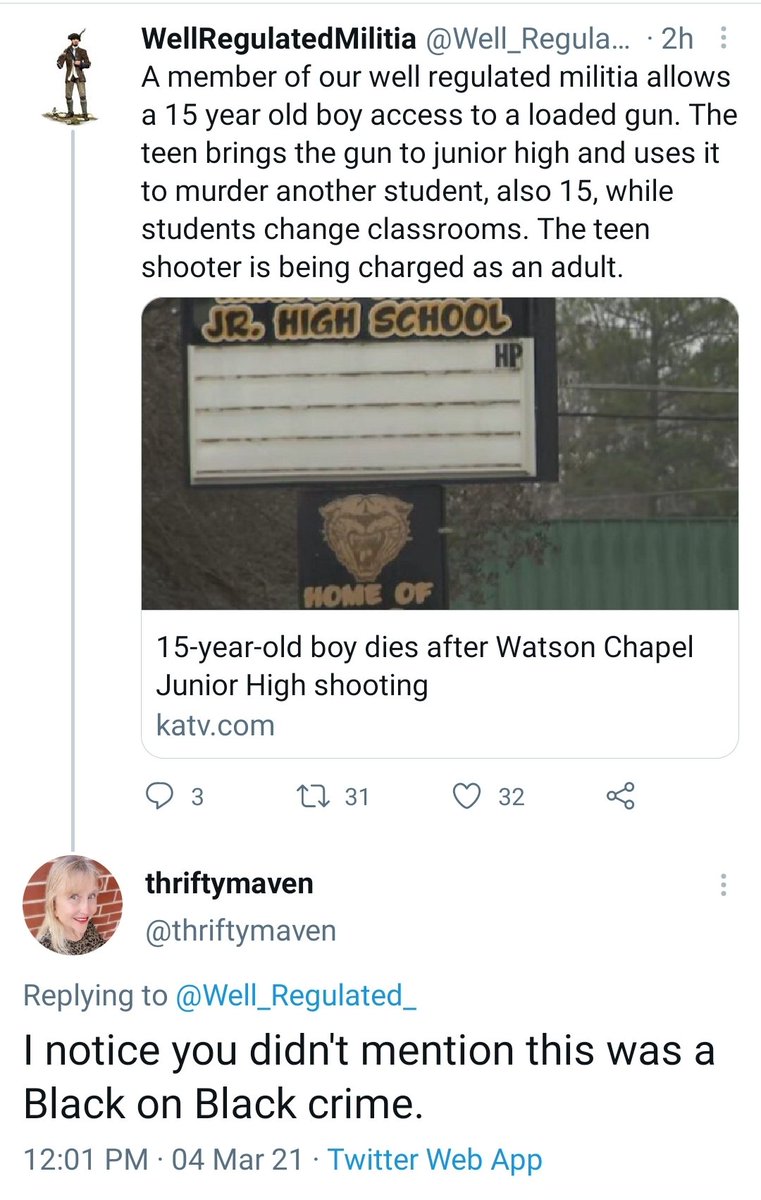 WellRegulatedMilitia @Well_Regula... · 2h
A member of our well regulated militia allows
a 15 year old boy access to a loaded gun. The
teen brings the gun to junior high and uses it
to murder another student, also 15, while
students change classrooms. The teen
shooter is being charged as an adult.
JR. HIGH SCHOOL
HP
HOME OF
15-year-old boy dies after Watson Chapel
Junior High shooting
katv.com
3 31 32
thriftymaven
@thriftymaven
Replying to @Well_Regulated_
I notice you didn't mention this was a
Black on Black crime.
12:01 PM · 04 Mar 21 · Twitter Web App